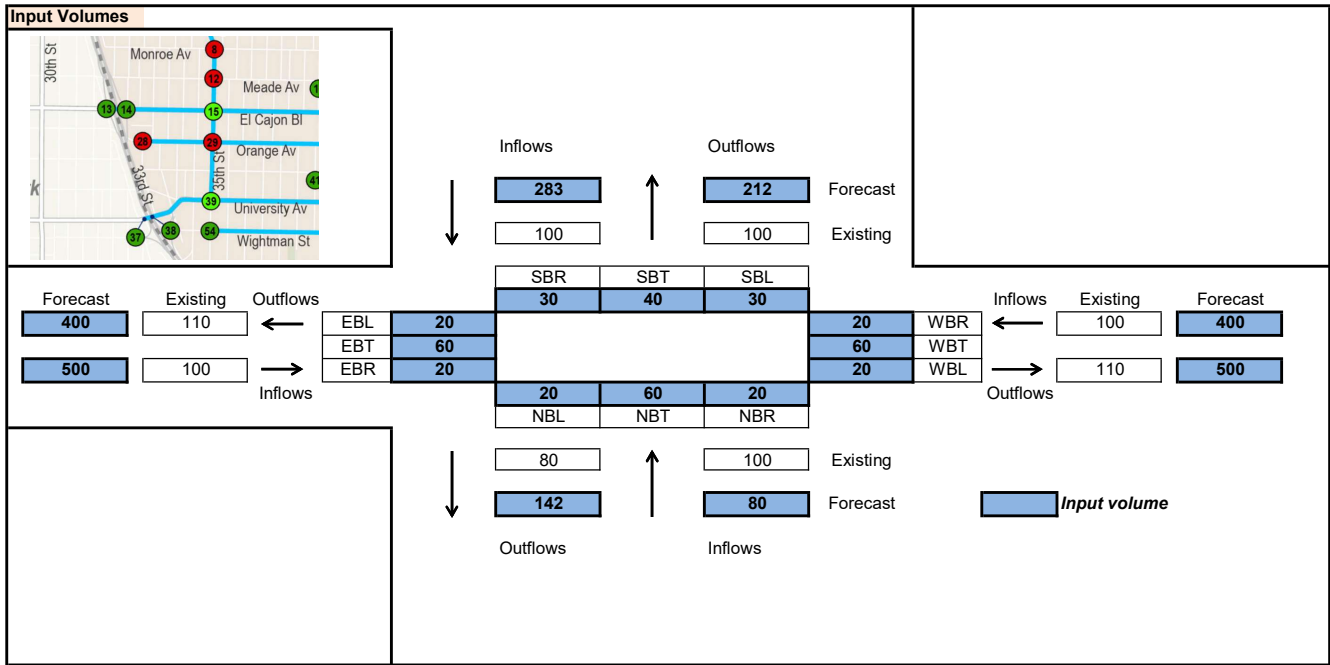 Input Volumes
30th St
Monroe Av
8
12
Meade Av
13
14
15
El Cajon Bl
28
29
Orange Av
33rd St
35th St
39
University Av
37
38
54
Wightman St
Inflows
Outflows
283
212
Forecast
100
100
Existing
SBR
SBT
SBL
30
40
30
Forecast
Existing
Outflows
400
110
EBL
20
EBT
60
500
100
EBR
20
Inflows
Inflows
Existing
Forecast
20
WBR
100
400
60
WBT
20
WBL
110
500
Outflows
20
60
20
NBL
NBT
NBR
80
100
Existing
142
80
Forecast
Input volume
Outflows
Inflows